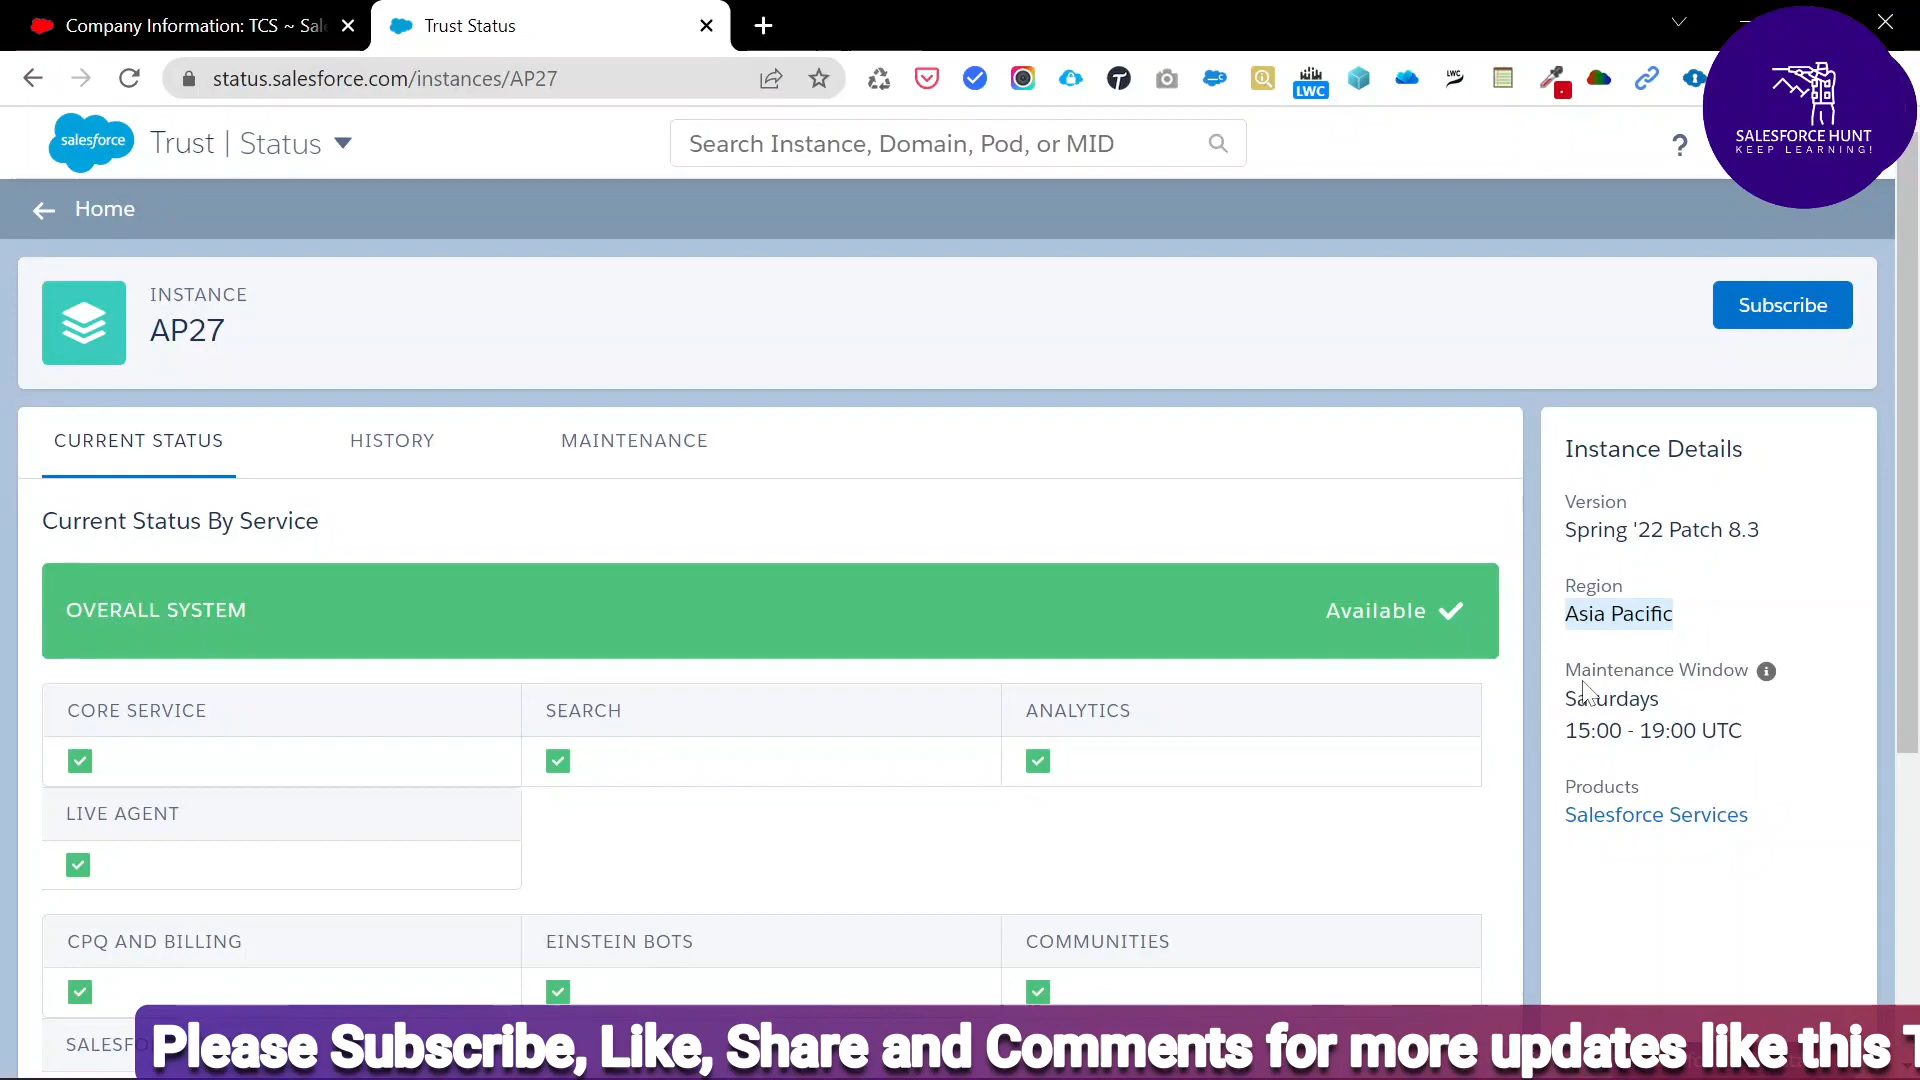 Company Information: TCS ~ Sal
Trust Status
status.salesforce.com/instances/AP27
LWC
LWC
SALESFORCE HUNT
KEEP LEARNING!
salesforce
Trust | Status
Search Instance, Domain, Pod, or MID
?
Home
INSTANCE
AP27
Subscribe
CURRENT STATUS
HISTORY
MAINTENANCE
Current Status By Service
OVERALL SYSTEM
Available
CORE SERVICE
SEARCH
ANALYTICS
LIVE AGENT
CPQ AND BILLING
EINSTEIN BOTS
COMMUNITIES
SALESFO
Instance Details
Version
Spring '22 Patch 8.3
Region
Asia Pacific
Maintenance Window
Saturdays
15:00 - 19:00 UTC
Products
Salesforce Services
Please Subscribe, Like, Share and Comments for more updates like this T